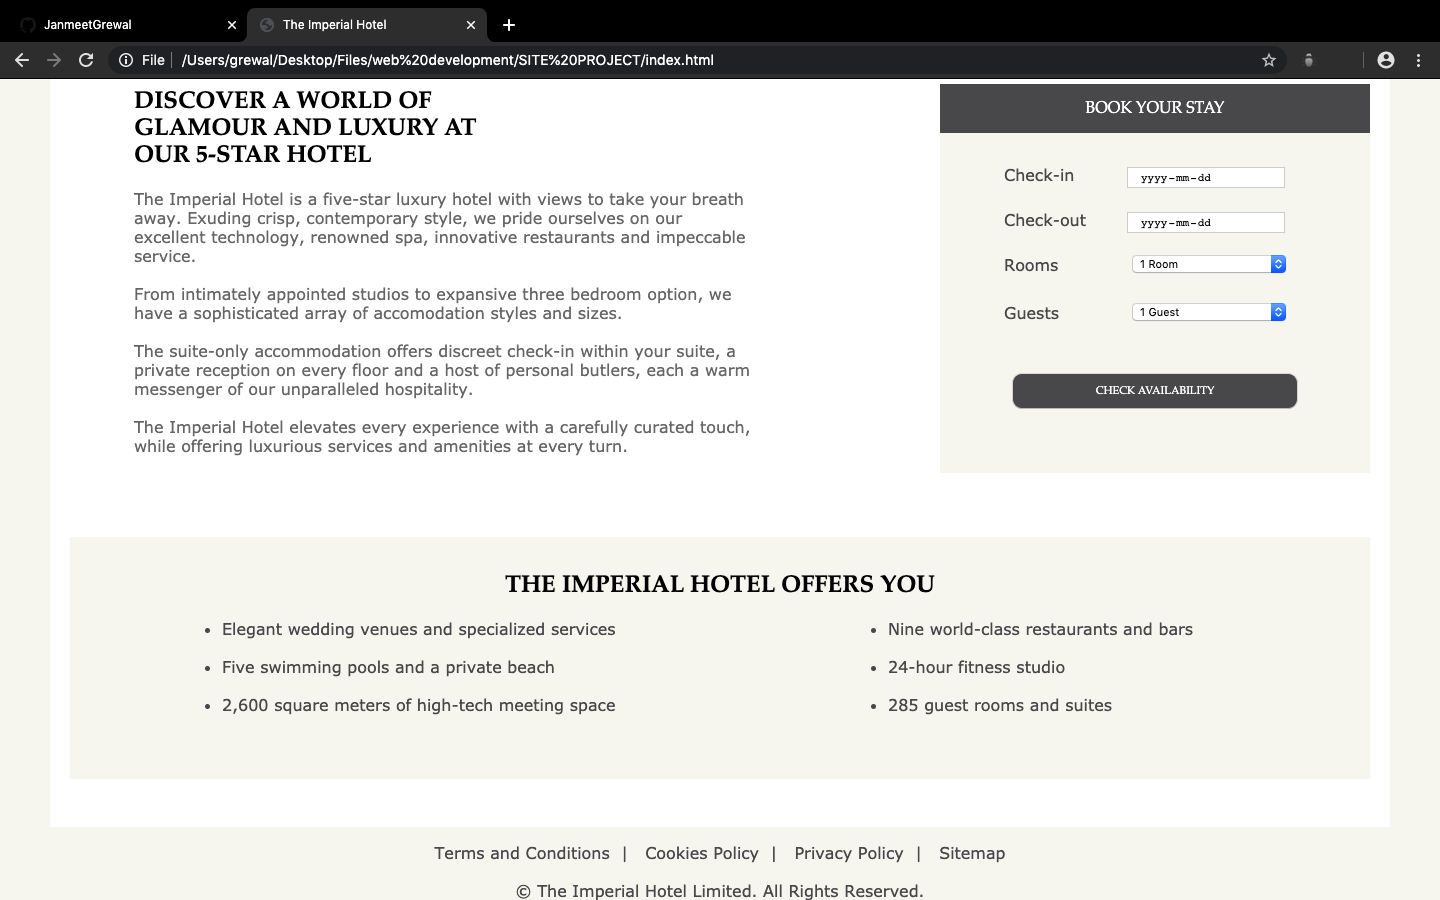 JanmeetGrewal
The Imperial Hotel
File
/Users/grewal/Desktop/Files/web%20development/SITE%20PROJECT/index.html
DISCOVER A WORLD OF
GLAMOUR AND LUXURY AT
OUR 5-STAR HOTEL
The Imperial Hotel is a five-star luxury hotel with views to take your breath
away. Exuding crisp, contemporary style, we pride ourselves on our
excellent technology, renowned spa, innovative restaurants and impeccable
service.
From intimately appointed studios to expansive three bedroom option, we
have a sophisticated array of accomodation styles and sizes.
The suite-only accommodation offers discreet check-in within your suite, a
private reception on every floor and a host of personal butlers, each a warm
messenger of our unparalleled hospitality.
The Imperial Hotel elevates every experience with a carefully curated touch,
while offering luxurious services and amenities at every turn.
BOOK YOUR STAY
Check-in yyyy-mm-dd
Check-out yyyy-mm-dd
Rooms 1 Room
Guests 1 Guest
CHECK AVAILABILITY
THE IMPERIAL HOTEL OFFERS YOU
• Elegant wedding venues and specialized services
• Five swimming pools and a private beach
• 2,600 square meters of high-tech meeting space
• Nine world-class restaurants and bars
• 24-hour fitness studio
• 285 guest rooms and suites
Terms and Conditions | Cookies Policy | Privacy Policy | Sitemap
© The Imperial Hotel Limited. All Rights Reserved.